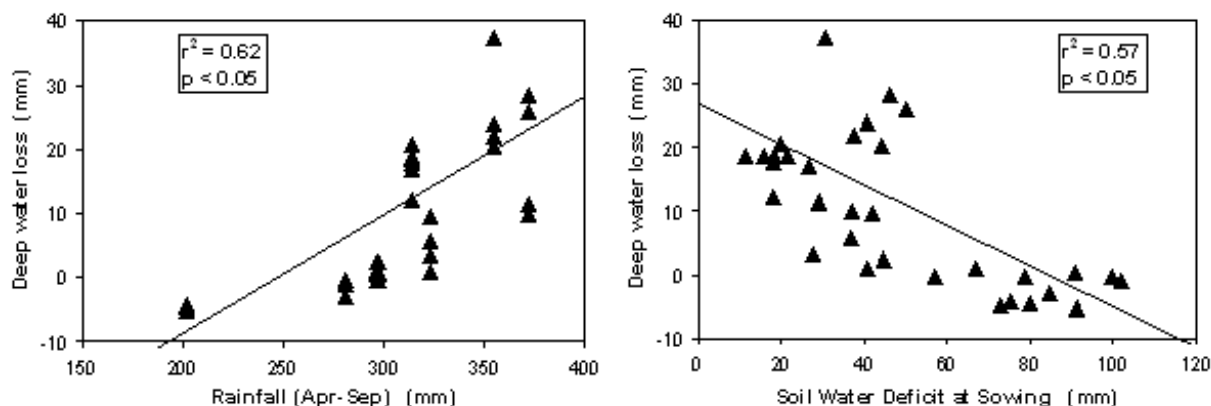 r² = 0.62
p < 0.05
Deep water loss (mm)
40
30
20
10
0
-10
150 200 250 300 350 400
Rainfall (Apr-Sep) (mm)
r² = 0.57
p < 0.05
Deep water loss (mm)
40
30
20
10
0
-10
0 20 40 60 80 100 120
Soil Water Deficit at Sowing (mm)